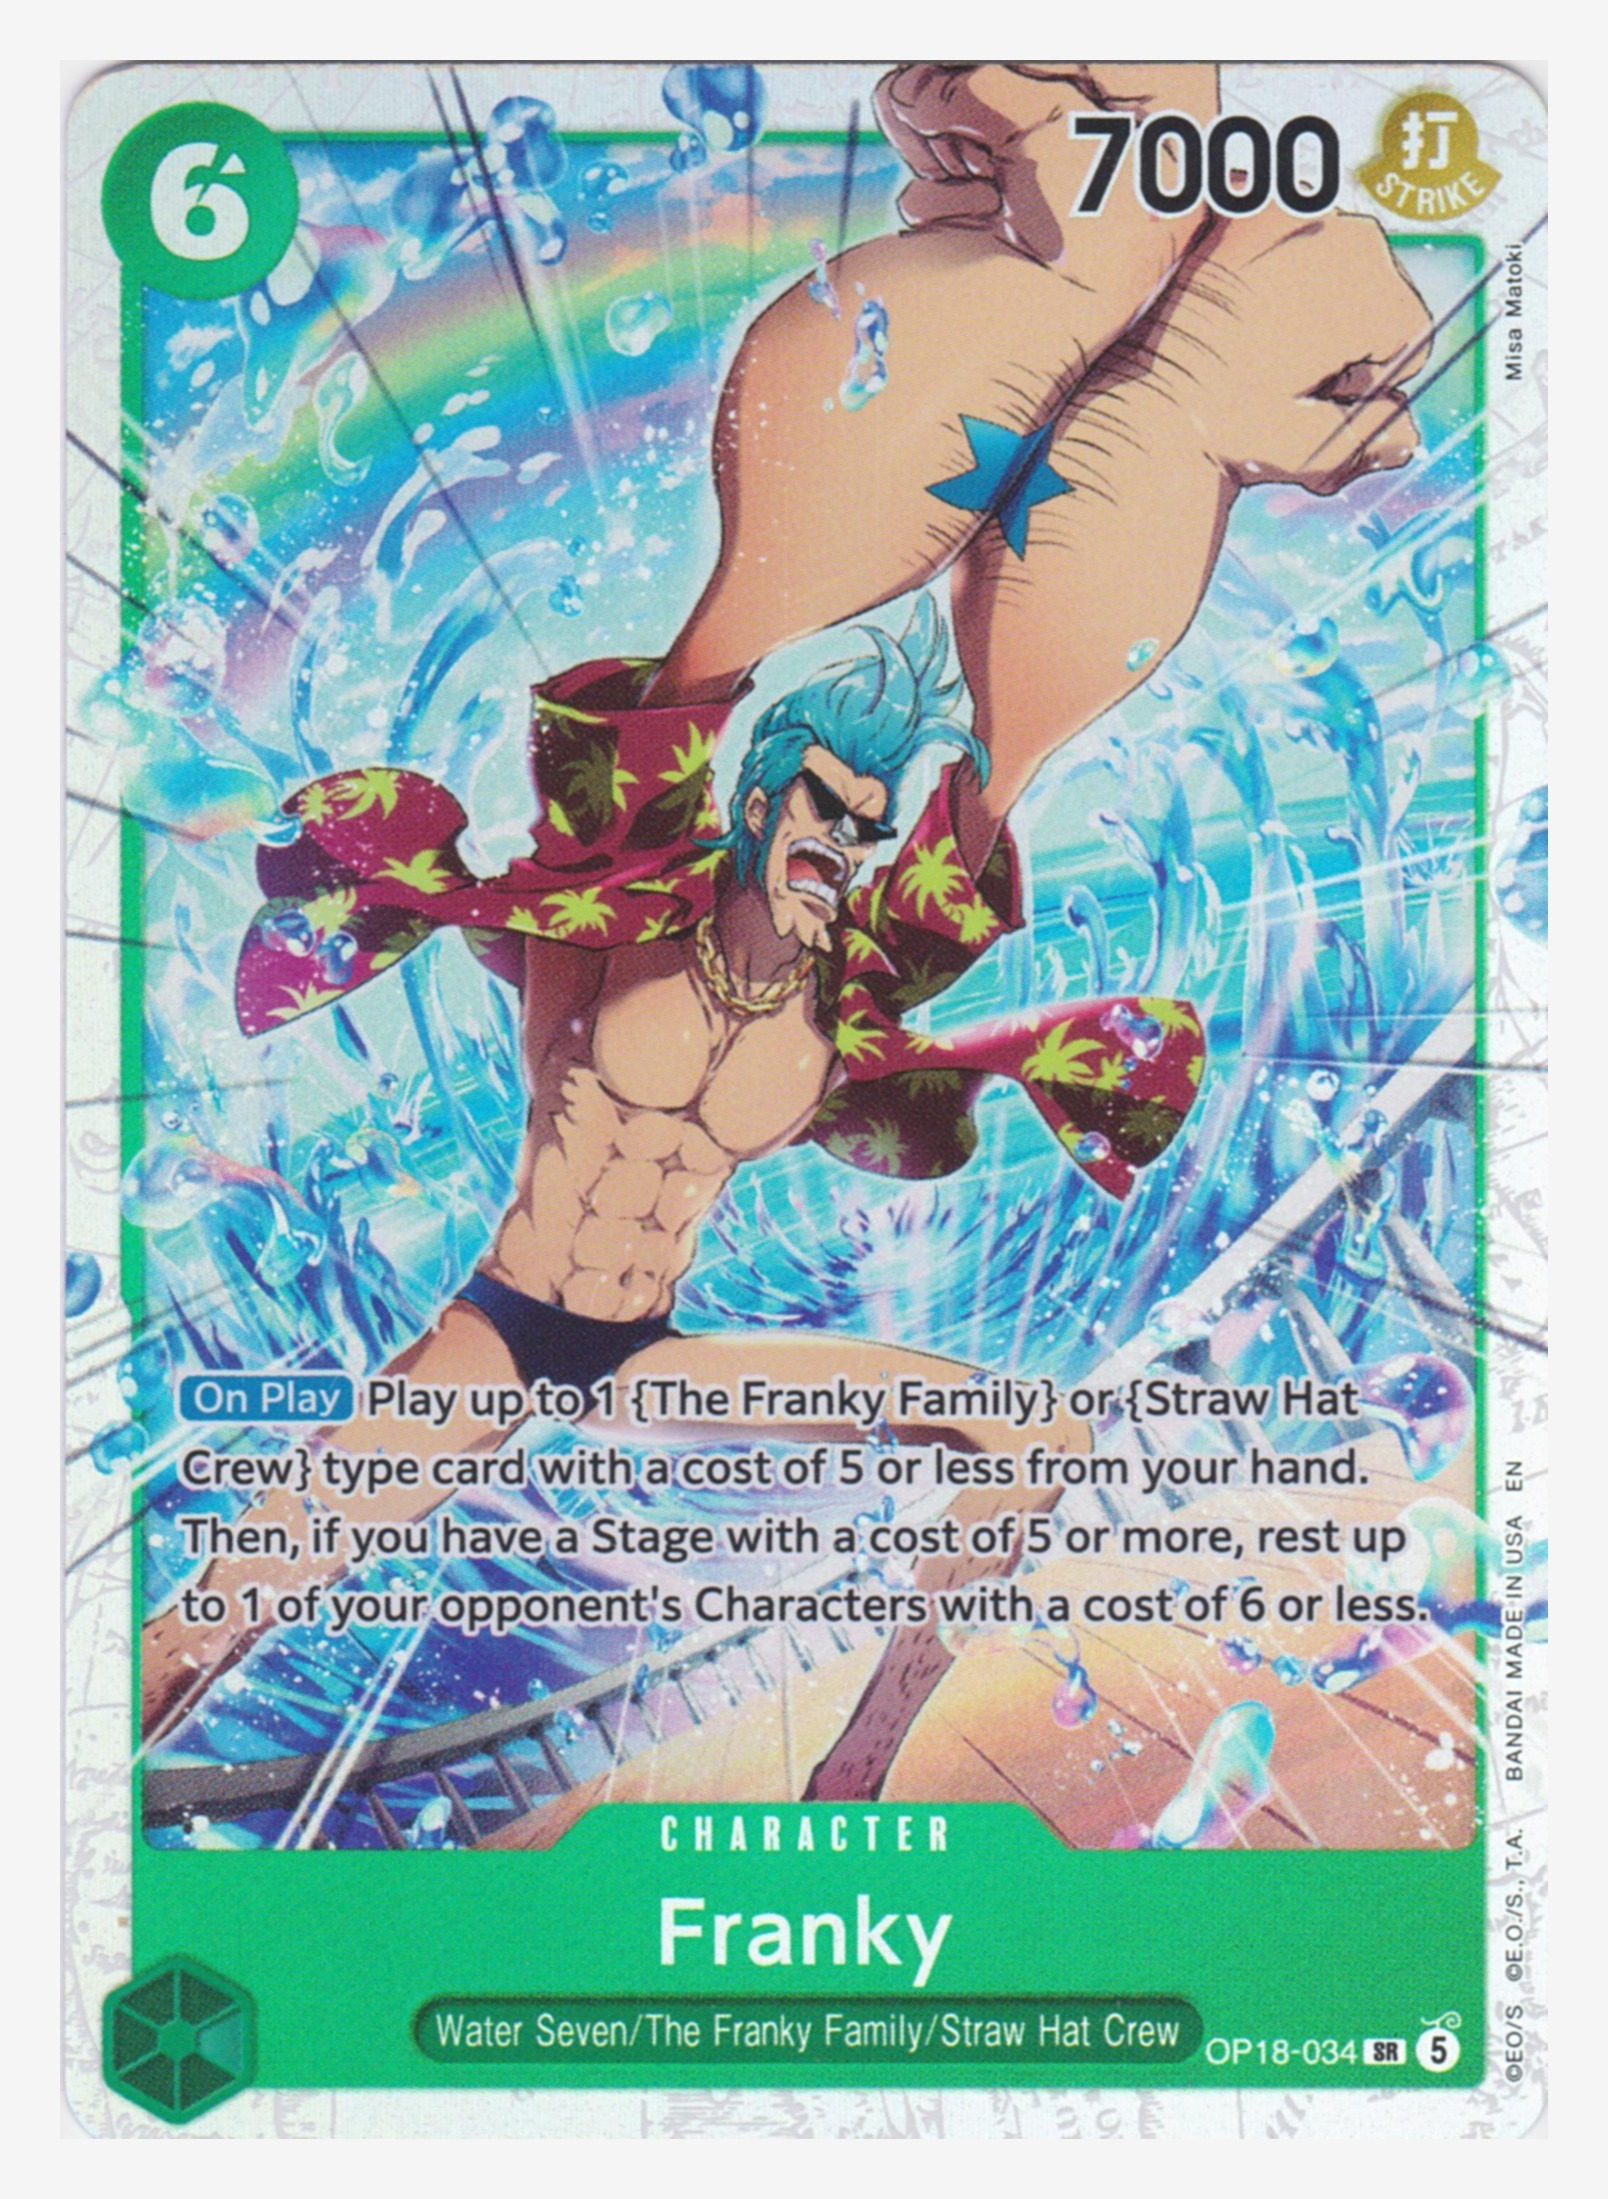 6
7000
打
STRIKE
Misa Matoki
On Play Play up to 1 {The Franky Family} or {Straw Hat
Crew} type card with a cost of 5 or less from your hand.
Then, if you have a Stage with a cost of 5 or more, rest up
to 1 of your opponent's Characters with a cost of 6 or less.
CHARACTER
Franky
Water Seven/The Franky Family/Straw Hat Crew
OP18-034 SR 5
©EO/S ©E.O./S., T.A. BANDAI MADE IN USA EN